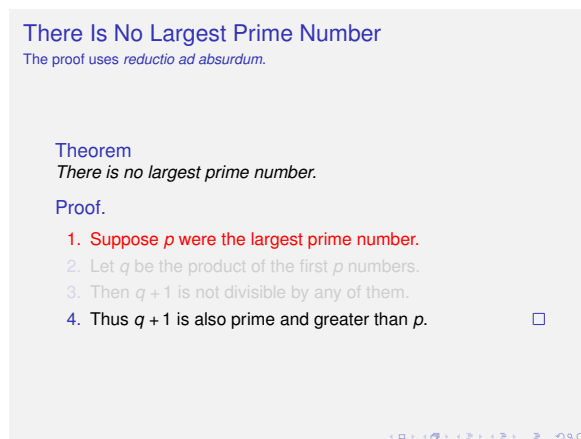 There Is No Largest Prime Number
The proof uses reductio ad absurdum.
Theorem
There is no largest prime number.
Proof.
1. Suppose p were the largest prime number.
2. Let q be the product of the first p numbers.
3. Then q + 1 is not divisible by any of them.
4. Thus q + 1 is also prime and greater than p.